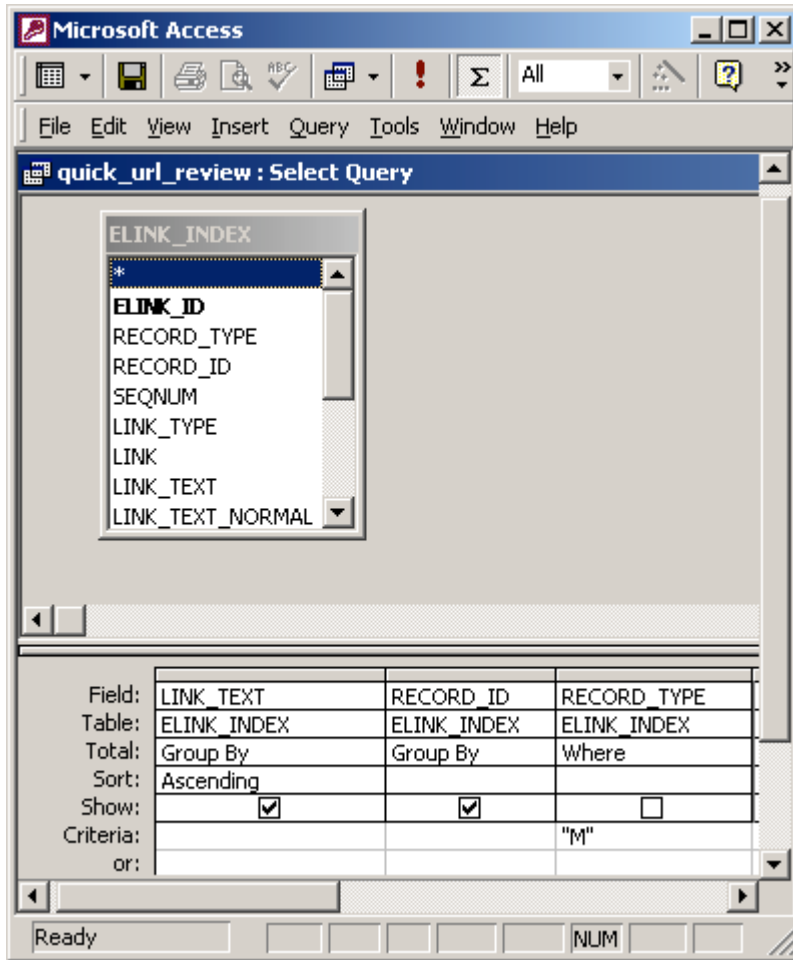 Microsoft Access
ABC
Σ All
File Edit View Insert Query Tools Window Help
quick_url_review : Select Query
ELINK_INDEX
*
ELINK_ID
RECORD_TYPE
RECORD_ID
SEQNUM
LINK_TYPE
LINK
LINK_TEXT
LINK_TEXT_NORMAL
Field: LINK_TEXT RECORD_ID RECORD_TYPE
Table: ELINK_INDEX ELINK_INDEX ELINK_INDEX
Total: Group By Group By Where
Sort: Ascending
Show:
Criteria: "M"
or:
Ready NUM